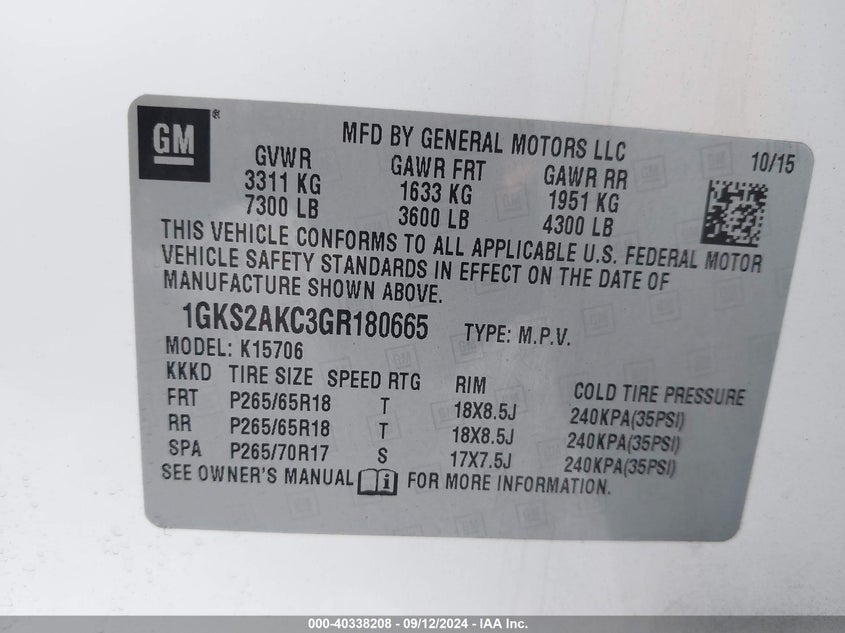 GM ®
MFD BY GENERAL MOTORS LLC
10/15
GVWR GAWR FRT GAWR RR
3311 KG 1633 KG 1951 KG
7300 LB 3600 LB 4300 LB
THIS VEHICLE CONFORMS TO ALL APPLICABLE U.S. FEDERAL MOTOR
VEHICLE SAFETY STANDARDS IN EFFECT ON THE DATE OF
MANUFACTURE SHOWN ABOVE.
1GKS2AKC3GR180665 TYPE: M.P.V.
MODEL: K15706
KKKD TIRE SIZE SPEED RTG RIM COLD TIRE PRESSURE
FRT P265/65R18 T 18X8.5J 240KPA(35PSI)
RR P265/65R18 T 18X8.5J 240KPA(35PSI)
SPA P265/70R17 S 17X7.5J 240KPA(35PSI)
SEE OWNER'S MANUAL i FOR MORE INFORMATION.
000-40338208 - 09/12/2024 - IAA Inc.